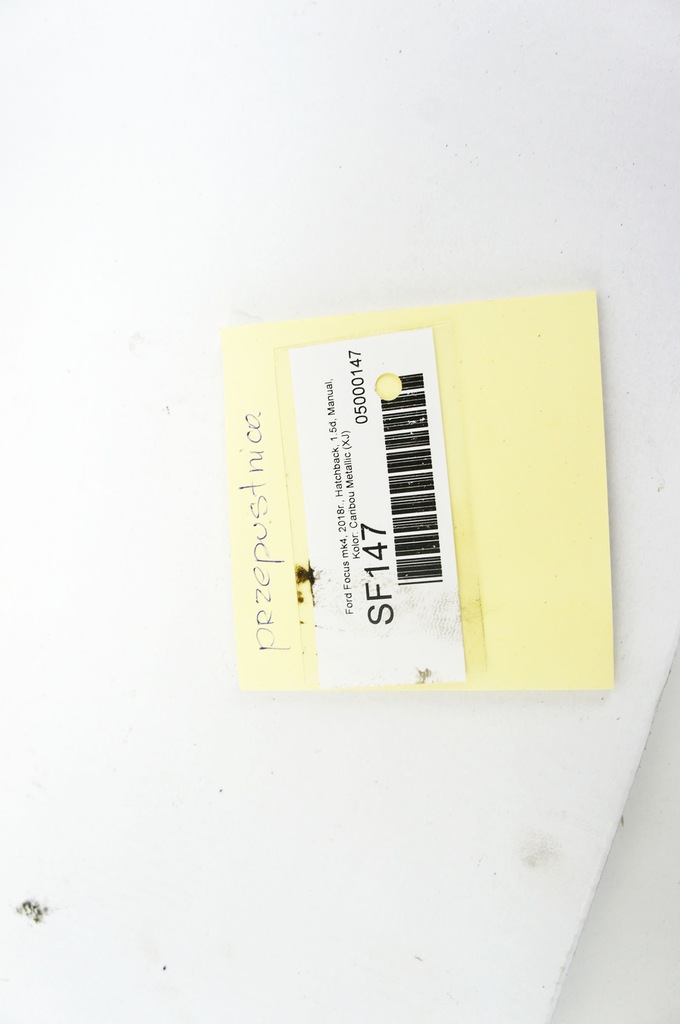 przepustnica
Ford Focus mk4, 2018r., Hatchback, 1.5d, Manual,
Kolor: Caribou Metallic (XJ)
SF147 05000147